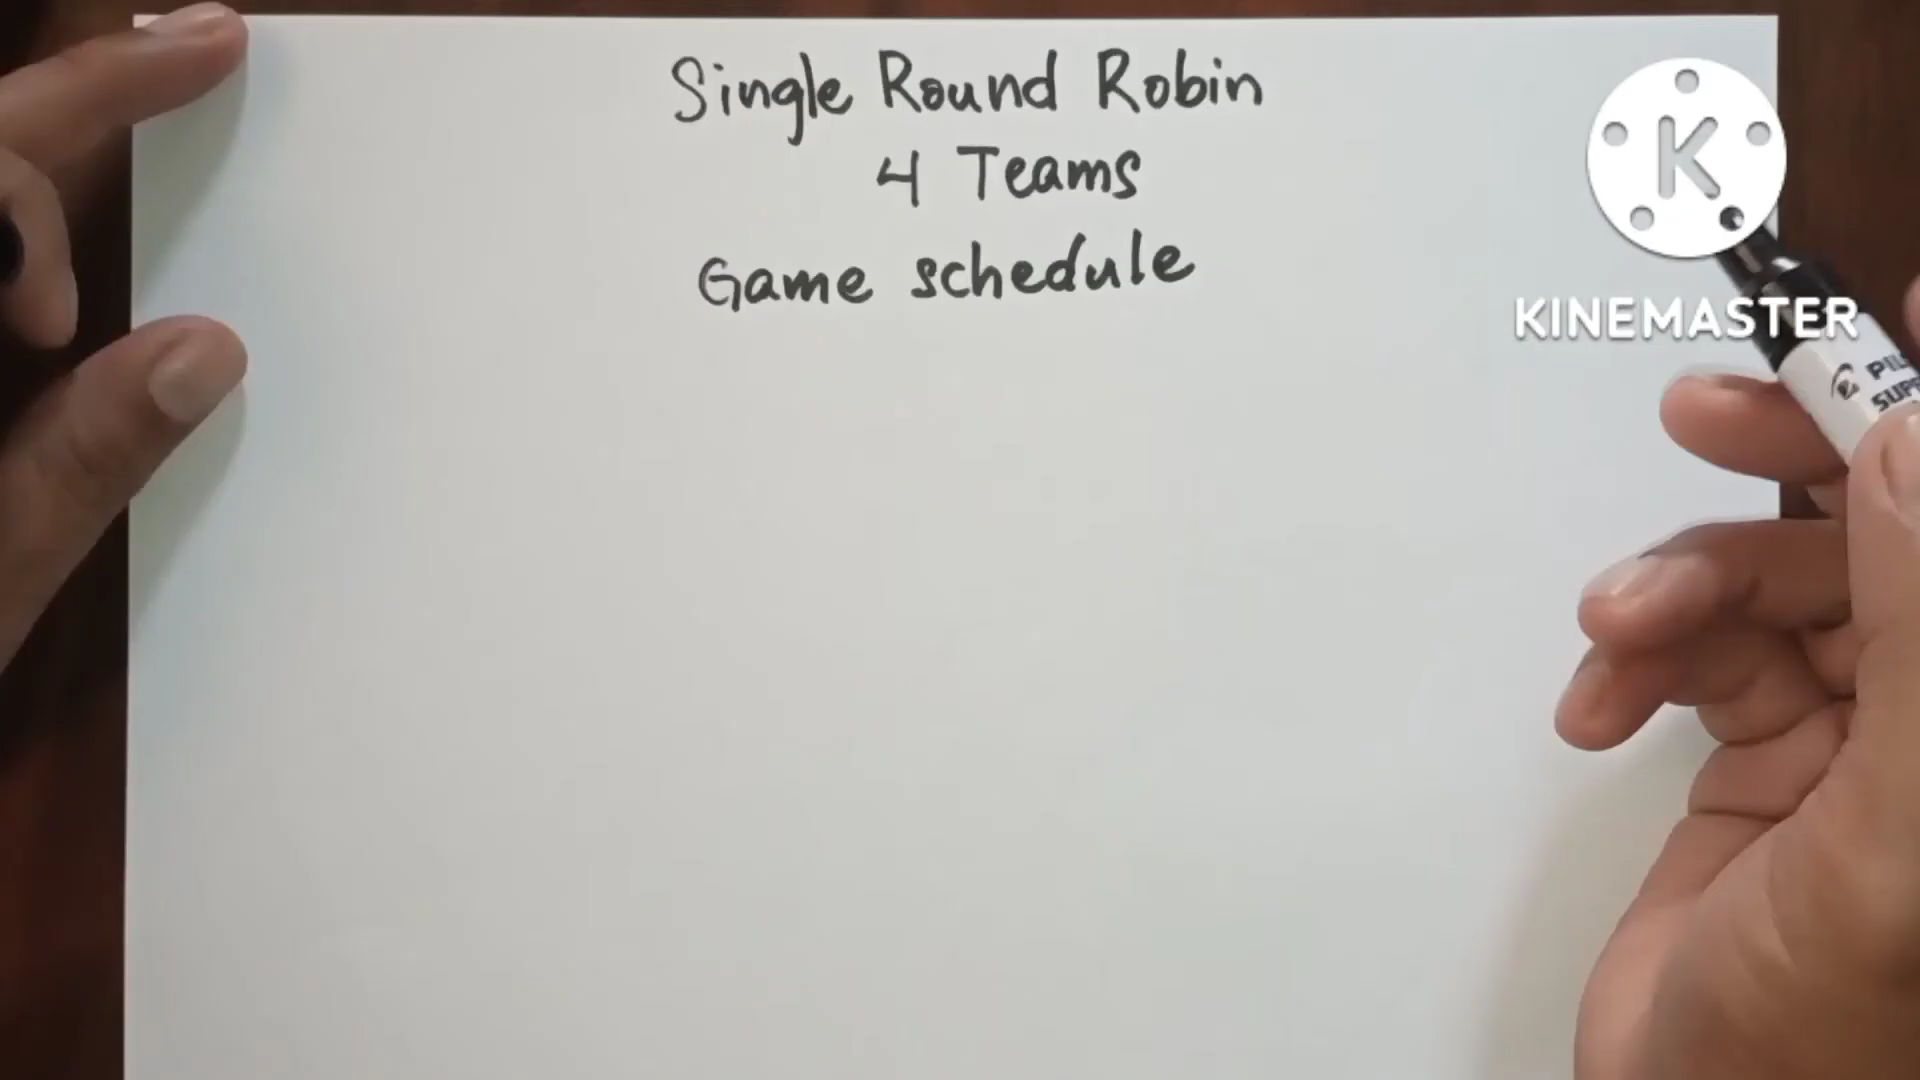 Single Round Robin
4 Teams
Game schedule
K
KINEMASTER